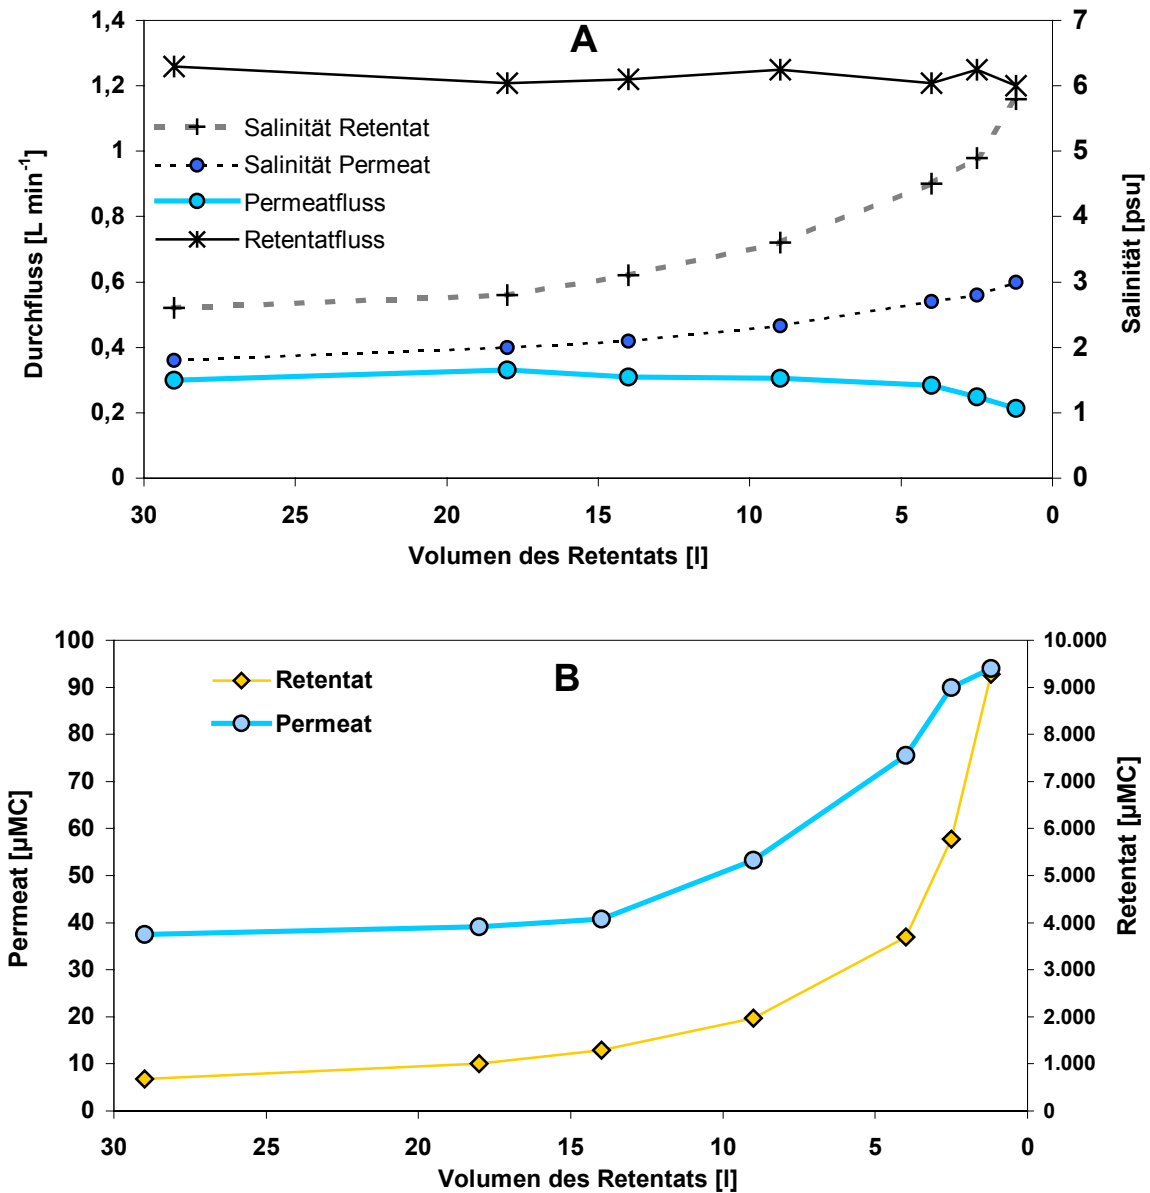 A
1,4
1,2
1
0,8
0,6
0,4
0,2
0
7
6
5
4
3
2
1
0
Durchfluss [L min-1]
Salinität [psu]
Salinität Retentat
Salinität Permeat
Permeatfluss
Retentatfluss
30 25 20 15 10 5 0
Volumen des Retentats [l]
B
100
90
80
70
60
50
40
30
20
10
0
10.000
9.000
8.000
7.000
6.000
5.000
4.000
3.000
2.000
1.000
0
Permeat [µMC]
Retentat [µMC]
Retentat
Permeat
30 25 20 15 10 5 0
Volumen des Retentats [l]